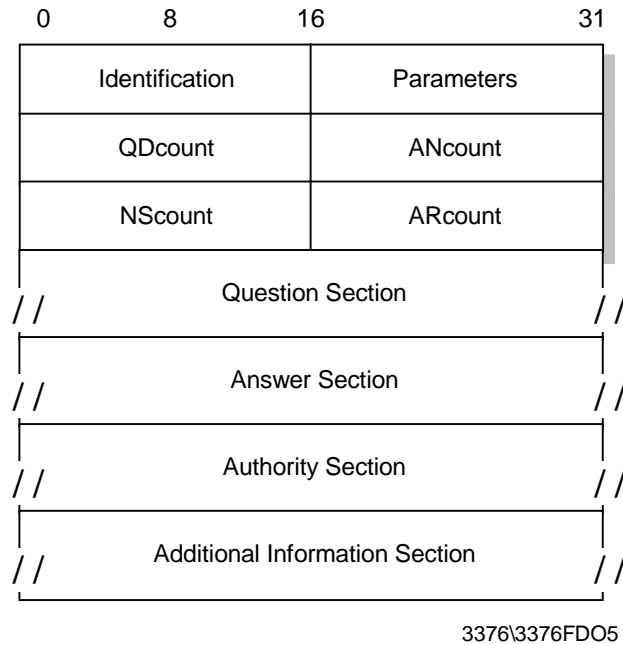 0 8 16 31
Identification Parameters
QDcount ANcount
NScount ARcount
Question Section
/ / / /
Answer Section
/ / / /
Authority Section
/ / / /
Additional Information Section
/ / / /
3376\3376FDO5